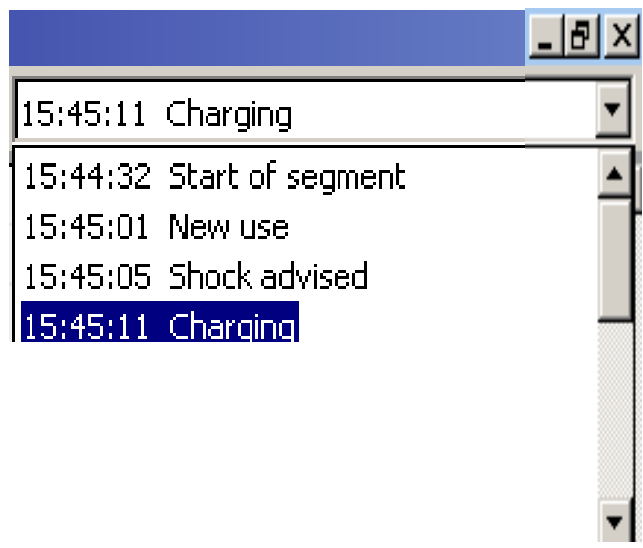 15:45:11 Charging
15:44:32 Start of segment
15:45:01 New use
15:45:05 Shock advised
15:45:11 Charging